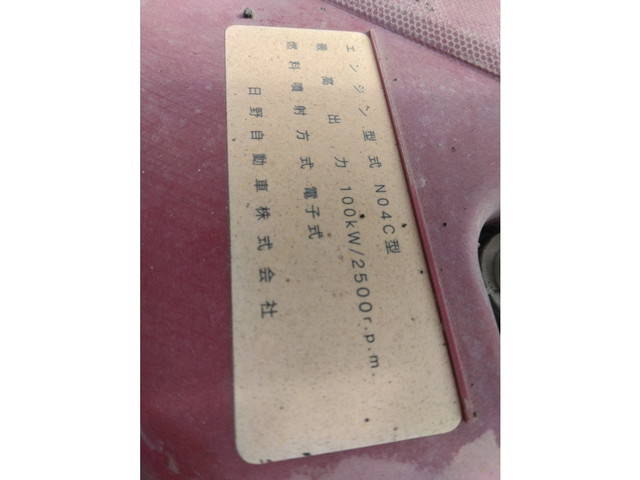 エンジン型式 N04C型
最高出力 100kW/2500r.p.m
燃料噴射方式 電子式
日野自動車株式会社